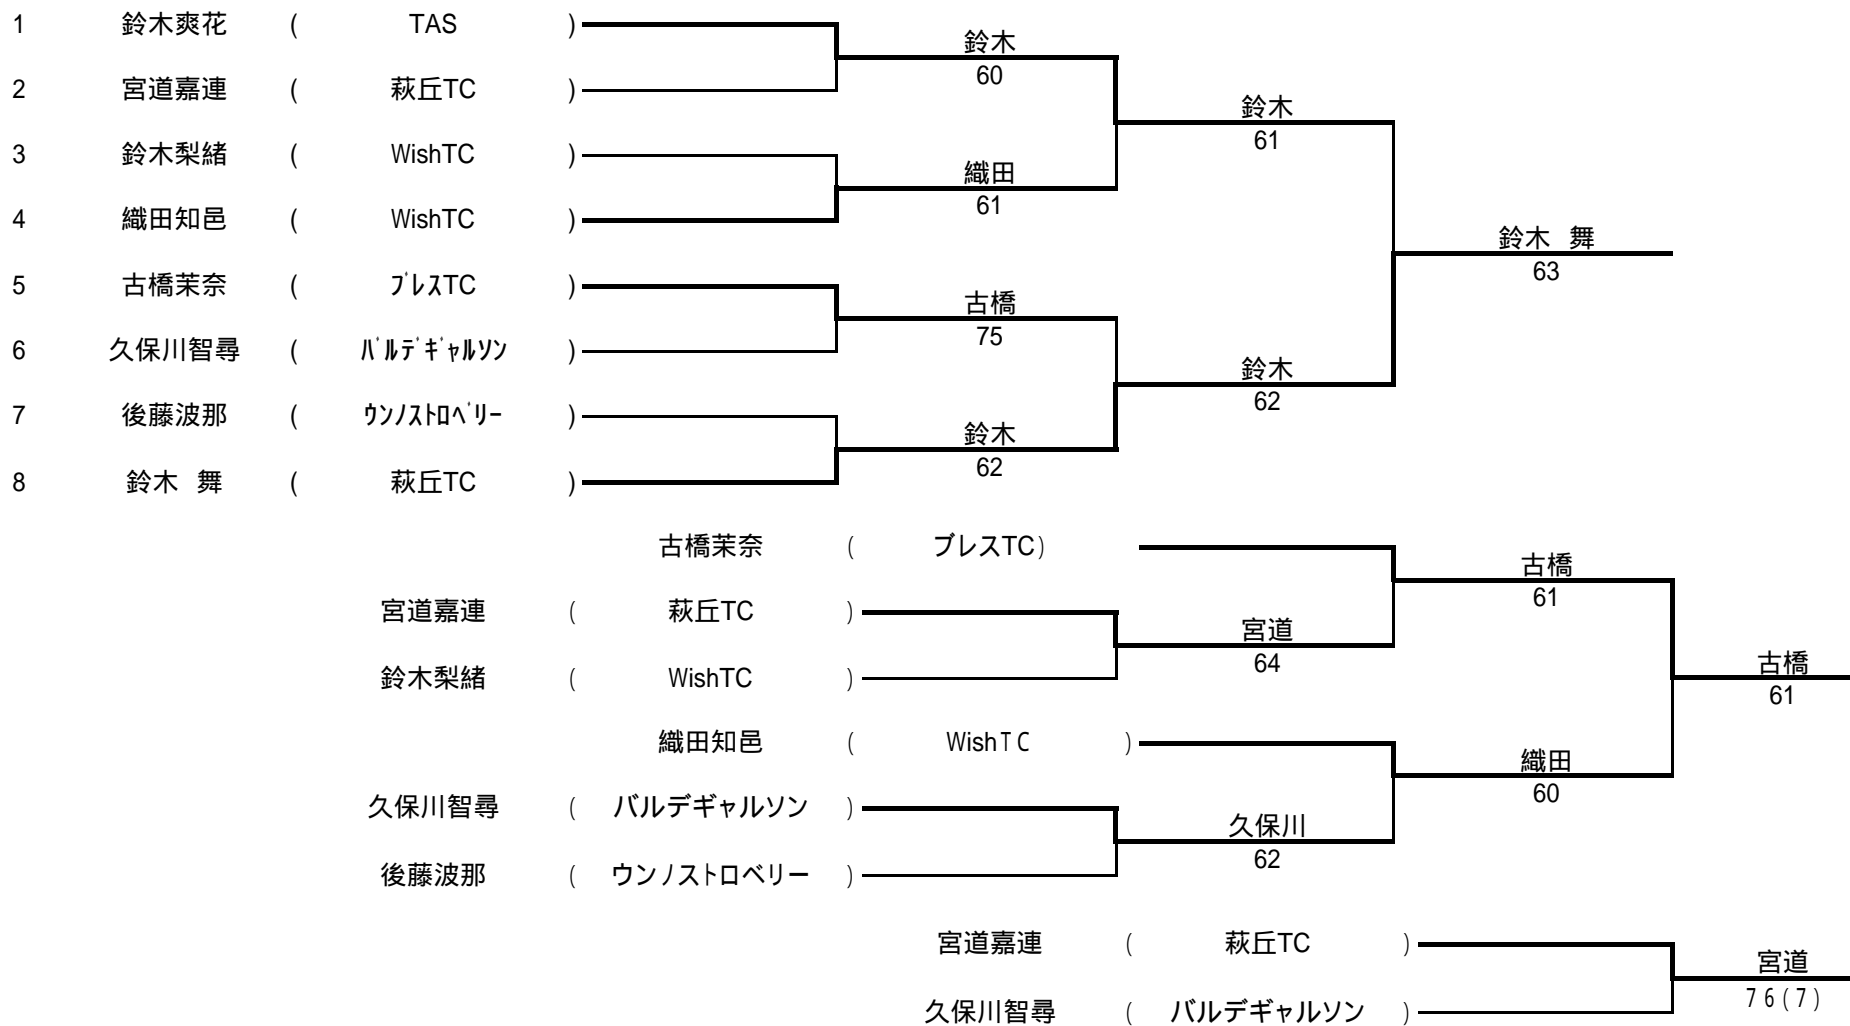 1 鈴木爽花 ( TAS )
鈴木
60
2 宮道嘉連 ( 萩丘TC )
鈴木
61
3 鈴木梨緒 ( WishTC )
織田
61
4 織田知邑 ( WishTC )
鈴木 舞
63
5 古橋茉奈 ( ﾌﾞﾚｽTC )
古橋
75
6 久保川智尋 ( ﾊﾞﾙﾃﾞｷﾞｬﾙｿﾝ )
鈴木
62
7 後藤波那 ( ｳﾝﾉｽﾄﾛﾍﾞﾘｰ )
鈴木
62
8 鈴木 舞 ( 萩丘TC )
古橋茉奈 ( ブレスTC)
古橋
61
宮道嘉連 ( 萩丘TC )
宮道
64
鈴木梨緒 ( WishTC )
古橋
61
織田知邑 ( WishTC )
織田
60
久保川智尋 ( バルデギャルソン )
久保川
62
後藤波那 ( ウンノストロベリー )
宮道嘉連 ( 萩丘TC )
宮道
76(7)
久保川智尋 ( バルデギャルソン )